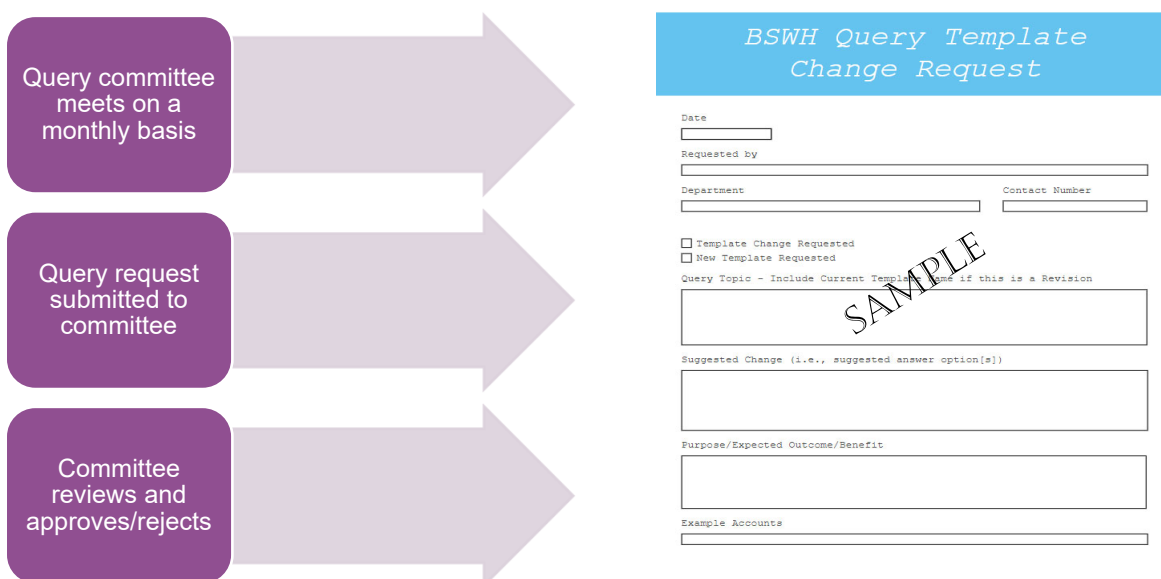 Query committee
meets on a
monthly basis
Query request
submitted to
committee
Committee
reviews and
approves/rejects
BSWH Query Template
Change Request
Date
Requested by
Department
Contact Number
Template Change Requested
New Template Requested
Query Topic - Include Current Template Name if this is a Revision
SAMPLE
Suggested Change (i.e., suggested answer option[s])
Purpose/Expected Outcome/Benefit
Example Accounts